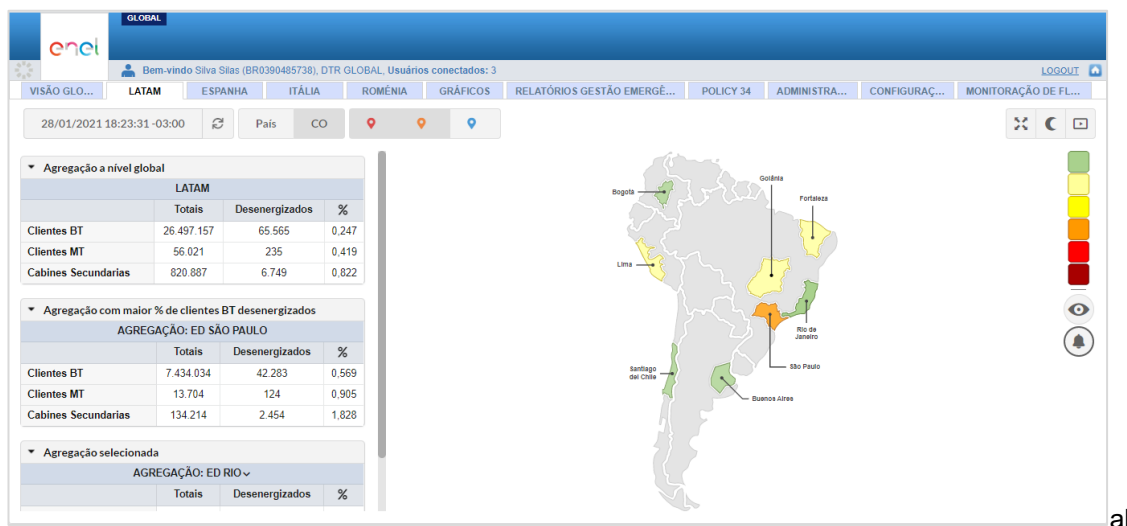 GLOBAL
enel
Bem-vindo Silva Silas (BR0390485738), DTR GLOBAL, Usuários conectados: 3
LOGOUT
VISÃO GLO... LATAM ESPANHA ITÁLIA ROMÉNIA GRÁFICOS RELATÓRIOS GESTÃO EMERGÊ... POLICY 34 ADMINISTRA... CONFIGURAÇ... MONITORAÇÃO DE FL...
28/01/2021 18:23:31 -03:00 País CO
Agregação a nível global
LATAM
Totais Desenergizados %
Clientes BT 26.497.157 65.565 0,247
Clientes MT 56.021 235 0,419
Cabines Secundarias 820.887 6.749 0,822
Agregação com maior % de clientes BT desenergizados
AGREGAÇÃO: ED SÃO PAULO
Totais Desenergizados %
Clientes BT 7.434.034 42.283 0,569
Clientes MT 13.704 124 0,905
Cabines Secundarias 134.214 2.454 1,828
Agregação selecionada
AGREGAÇÃO: ED RIO
Totais Desenergizados %
Bogotá
Goiânia
Fortaleza
Lima
Rio de
Janeiro
São Paulo
Santiago
del Chile
Buenos Aires